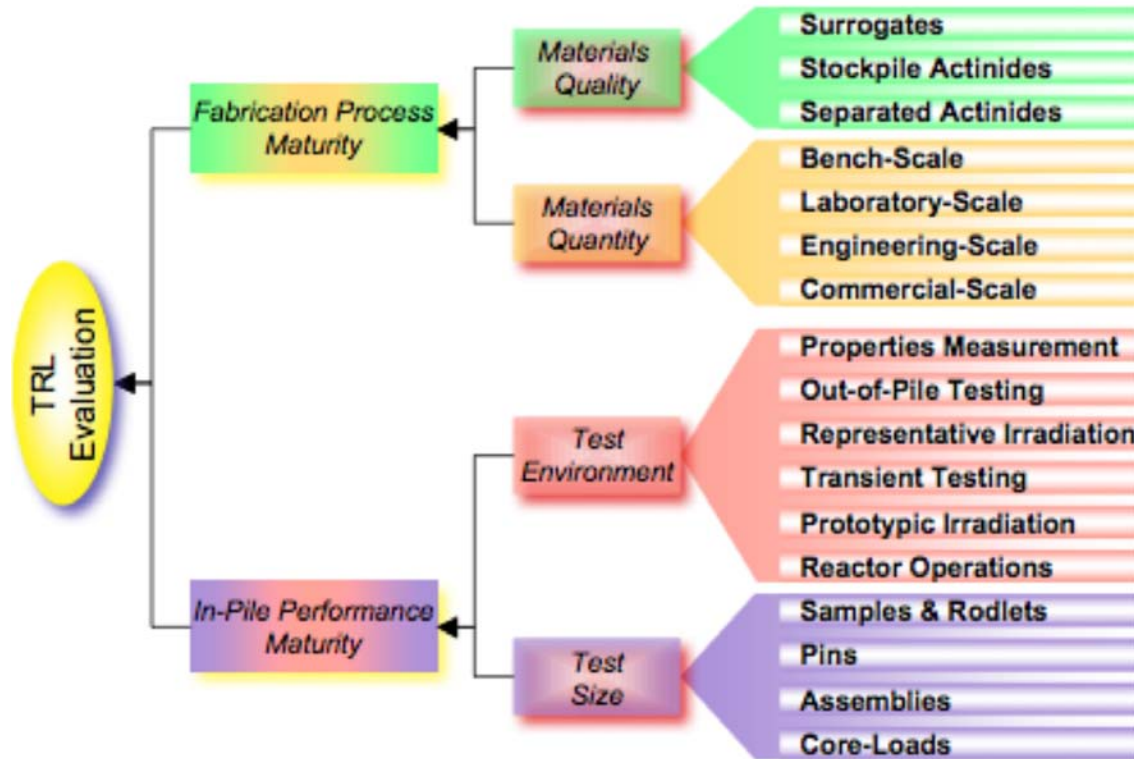 TRL
Evaluation
Fabrication Process
Maturity
In-Pile Performance
Maturity
Materials
Quality
Materials
Quantity
Test
Environment
Test
Size
Surrogates
Stockpile Actinides
Separated Actinides
Bench-Scale
Laboratory-Scale
Engineering-Scale
Commercial-Scale
Properties Measurement
Out-of-Pile Testing
Representative Irradiation
Transient Testing
Prototypic Irradiation
Reactor Operations
Samples & Rodlets
Pins
Assemblies
Core-Loads